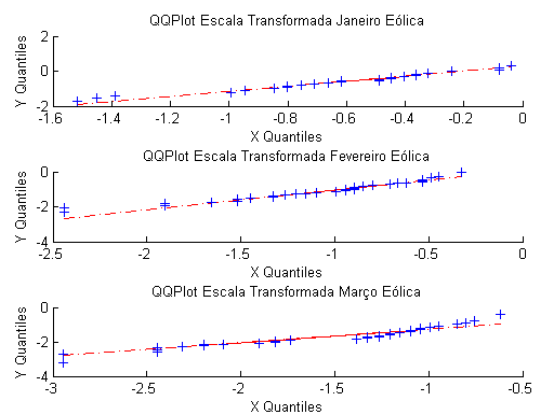 QQPlot Escala Transformada Janeiro Eólica
2
0
-2
Y Quantiles
-1.6 -1.4 -1.2 -1 -0.8 -0.6 -0.4 -0.2 0
X Quantiles
QQPlot Escala Transformada Fevereiro Eólica
0
-2
-4
Y Quantiles
-2.5 -2 -1.5 -1 -0.5 0
X Quantiles
QQPlot Escala Transformada Março Eólica
0
-2
-4
Y Quantiles
-3 -2.5 -2 -1.5 -1 -0.5
X Quantiles